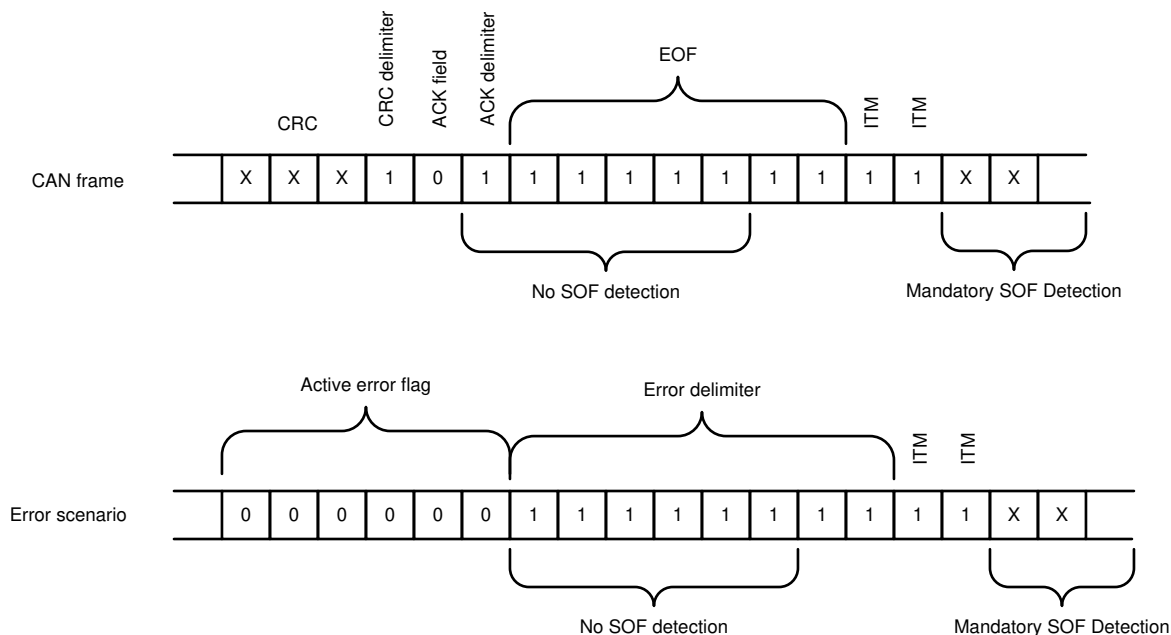 CRC
CRC delimiter
ACK field
ACK delimiter
EOF
ITM
ITM
CAN frame
X X X 1 0 1 1 1 1 1 1 1 1 1 1 X X
No SOF detection
Mandatory SOF Detection
Active error flag
Error delimiter
ITM
ITM
Error scenario
0 0 0 0 0 0 1 1 1 1 1 1 1 1 1 1 X X
No SOF detection
Mandatory SOF Detection